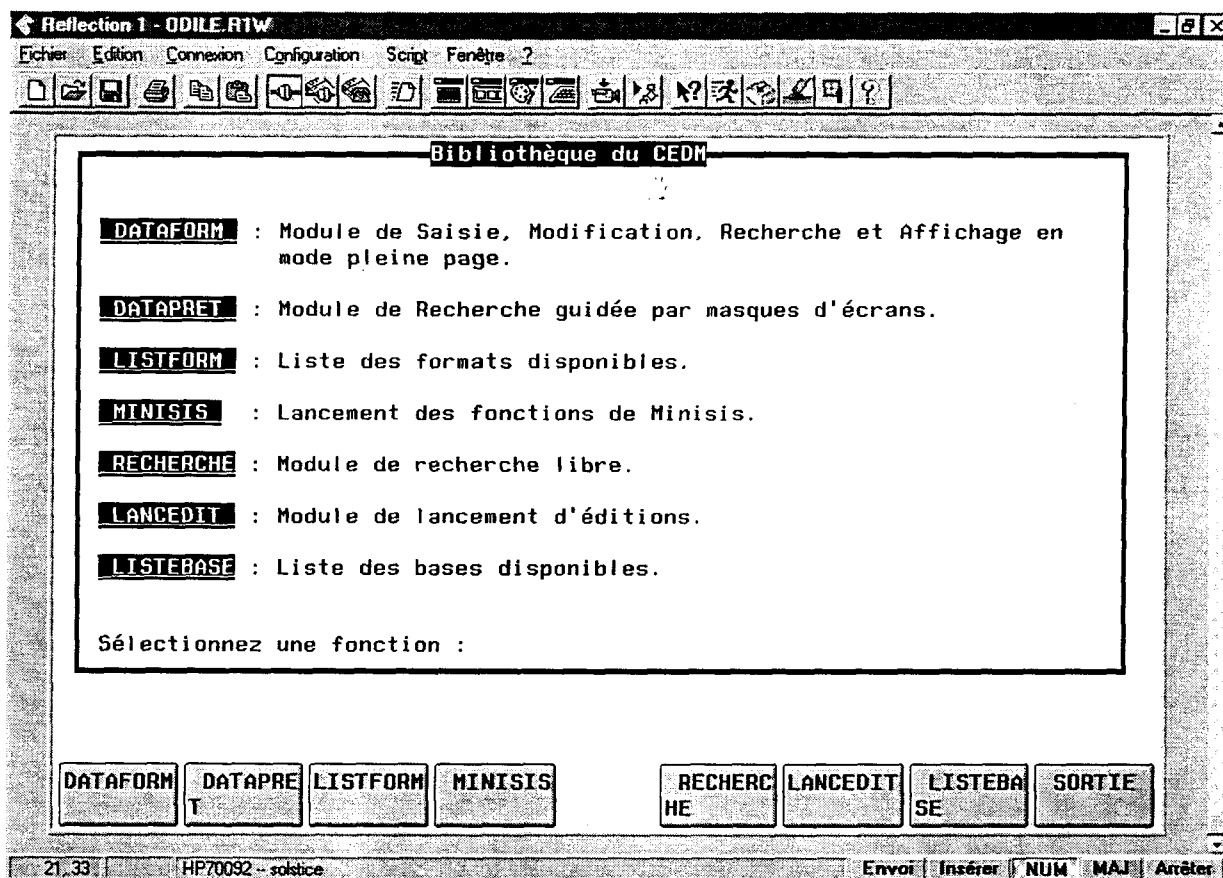 Reflection 1 - ODILE.R1W
Fichier Edition Connexion Configuration Script Fenêtre ?
Bibliothèque du CEDM
DATAFORM : Module de Saisie, Modification, Recherche et Affichage en
mode pleine page.
DATAPRET : Module de Recherche guidée par masques d'écrans.
LISTFORM : Liste des formats disponibles.
MINISIS : Lancement des fonctions de Minisis.
RECHERCHE : Module de recherche libre.
LANCEDIT : Module de lancement d'éditions.
LISTEBASE : Liste des bases disponibles.
Sélectionnez une fonction :
DATAFORM DATAPRE LISTFORM MINISIS RECHERC LANCEDIT LISTEBA SORTIE
T HE SE
21, 33 HP70092 -- solstice Envoi Insérer NUM MAJ Arrêter